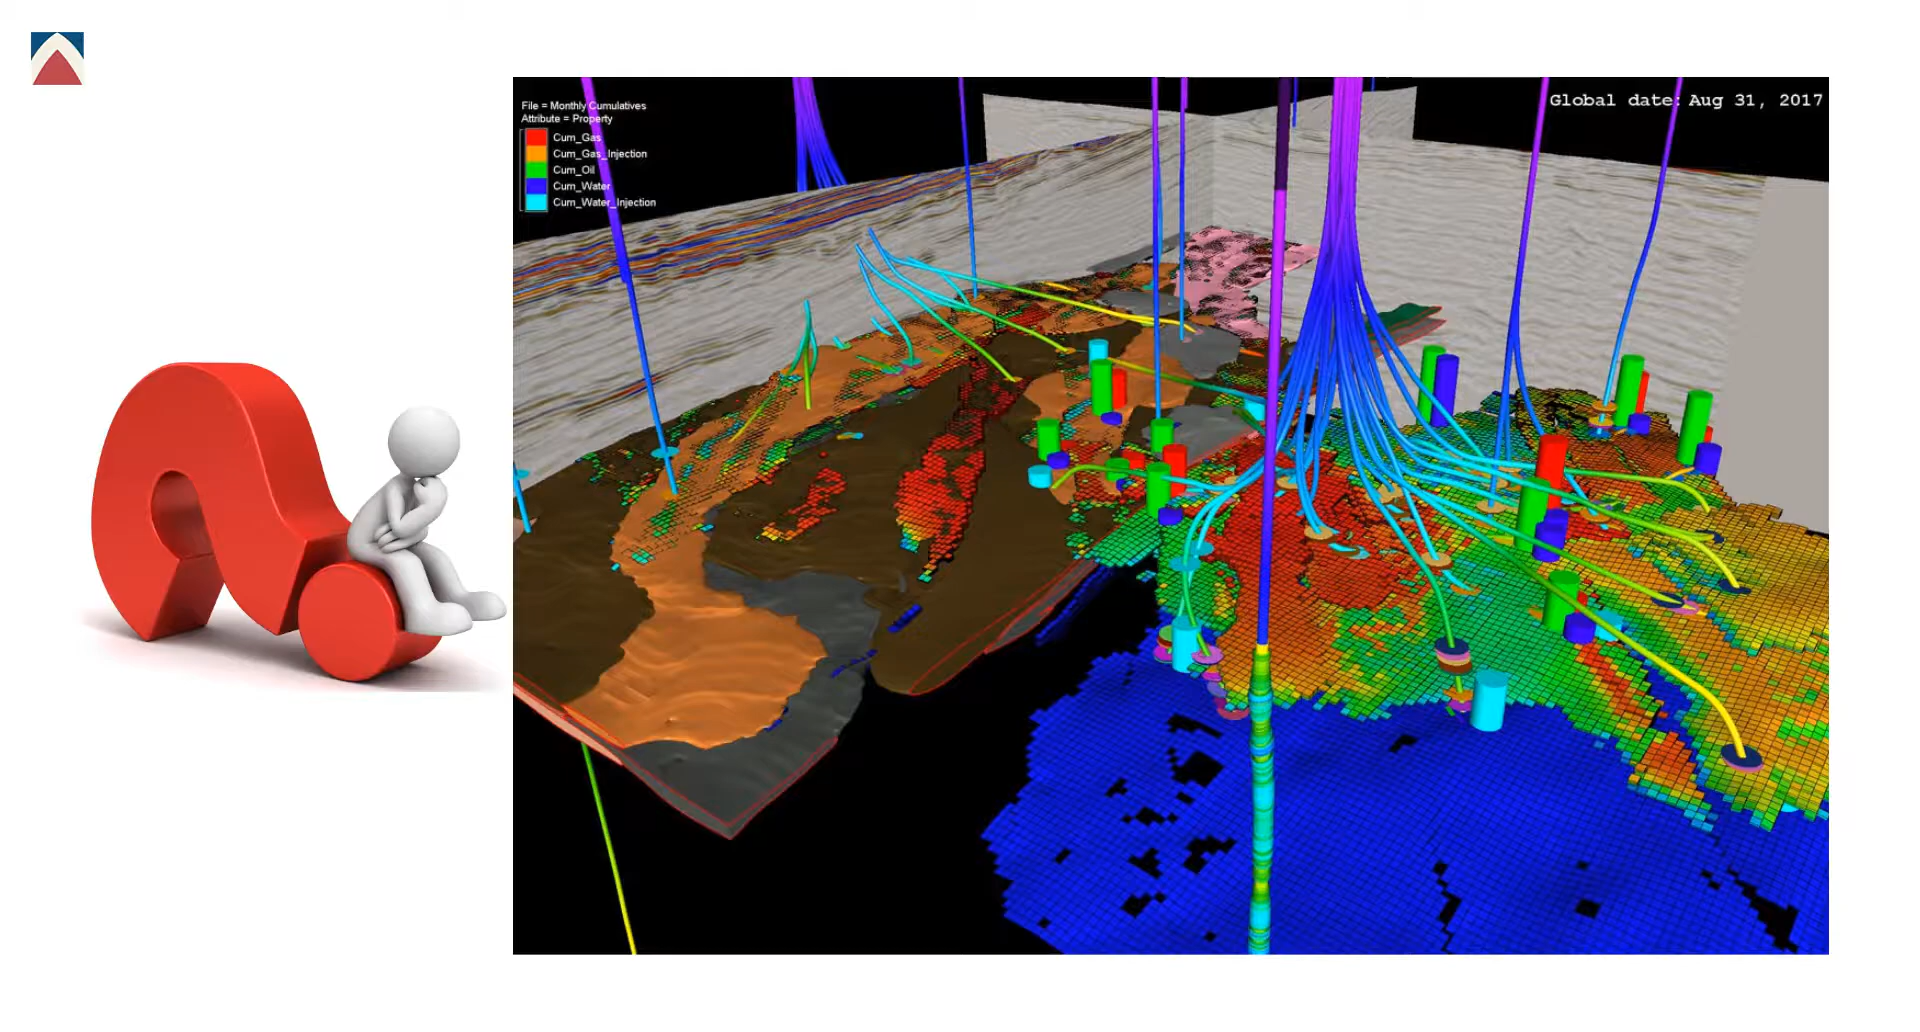 File = Monthly Cumulatives
Attribute = Property
Cum_Gas
Cum_Gas_Injection
Cum_Oil
Cum_Water
Cum_Water_Injection
Global date: Aug 31, 2017